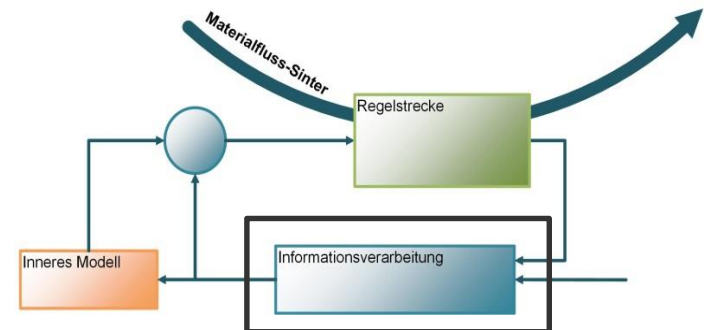 Materialfluss-Sinter
Regelstrecke
Inneres Modell
Informationsverarbeitung